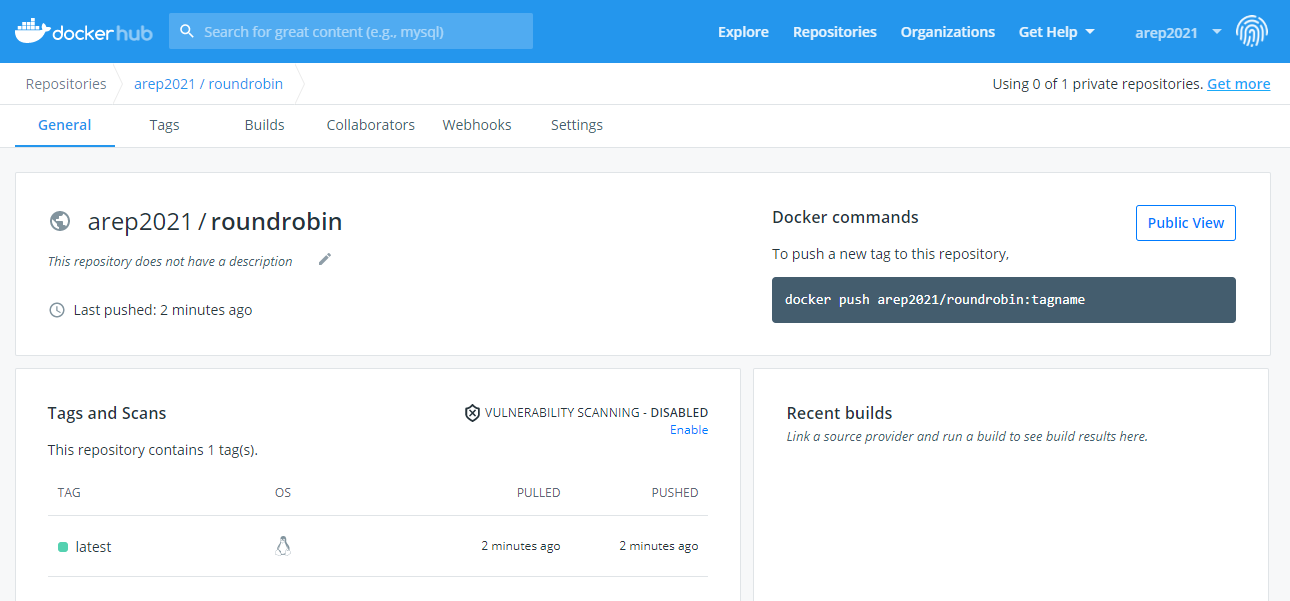 docker hub
Search for great content (e.g., mysql)
Explore
Repositories
Organizations
Get Help
arep2021
Repositories
arep2021 / roundrobin
Using 0 of 1 private repositories. Get more
General
Tags
Builds
Collaborators
Webhooks
Settings
arep2021 / roundrobin
This repository does not have a description
Last pushed: 2 minutes ago
Docker commands
Public View
To push a new tag to this repository,
docker push arep2021/roundrobin:tagname
Tags and Scans
VULNERABILITY SCANNING - DISABLED
Enable
This repository contains 1 tag(s).
TAG
OS
PULLED
PUSHED
latest
2 minutes ago
2 minutes ago
Recent builds
Link a source provider and run a build to see build results here.